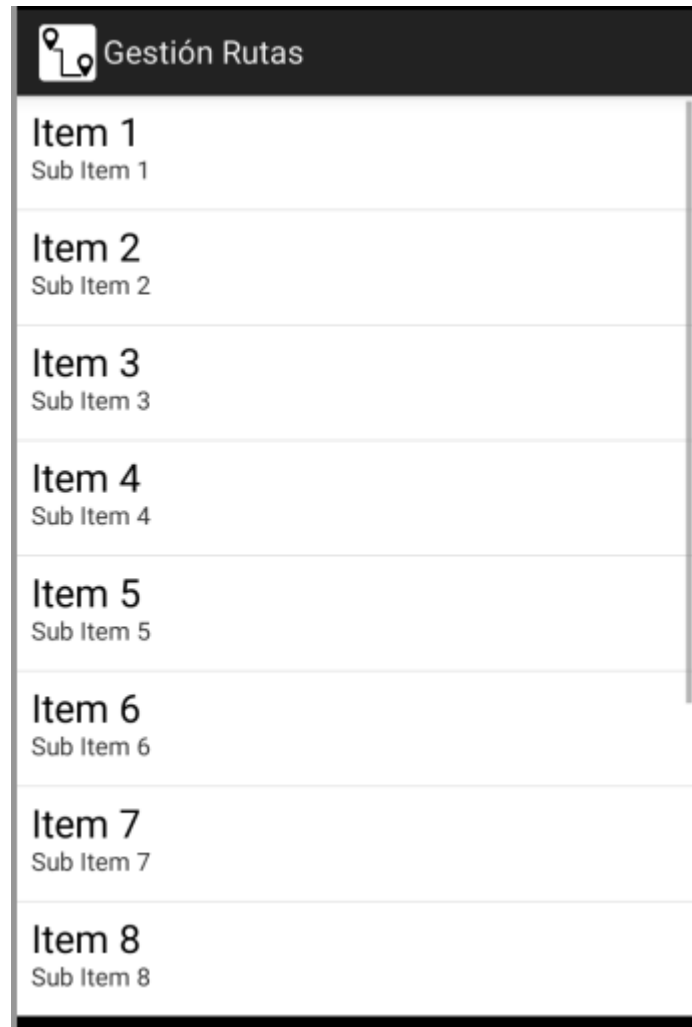 Gestión Rutas
Item 1
Sub Item 1
Item 2
Sub Item 2
Item 3
Sub Item 3
Item 4
Sub Item 4
Item 5
Sub Item 5
Item 6
Sub Item 6
Item 7
Sub Item 7
Item 8
Sub Item 8